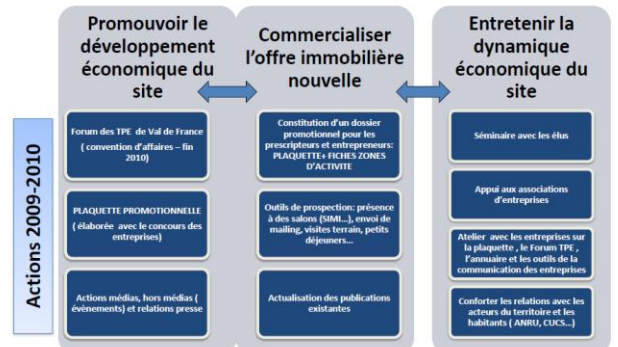 Promouvoir le
développement
économique du
site
Commercialiser
l'offre immobilière
nouvelle
Entretenir la
dynamique
économique du
site
Actions 2009-2010
Forum des TPE de Val de France
( convention d'affaires – fin
2010)
PLAQUETTE PROMOTIONNELLE
( élaborée avec le concours des
entreprises)
Actions médias, hors médias (
évènements) et relations presse
Constitution d'un dossier
promotionnel pour les
prescripteurs et entrepreneurs:
PLAQUETTE+ FICHES ZONES
D'ACTIVITE
Outils de prospection: présence
à des salons (SIMI…), envoi de
mailing, visites terrain, petits
déjeuners…
Actualisation des publications
existantes
Séminaire avec les élus
Appui aux associations
d'entreprises
Atelier avec les entreprises sur
la plaquette , le Forum TPE ,
l'annuaire et les outils de la
communication des entreprises
Conforter les relations avec les
acteurs du territoire et les
habitants ( ANRU, CUCS…)